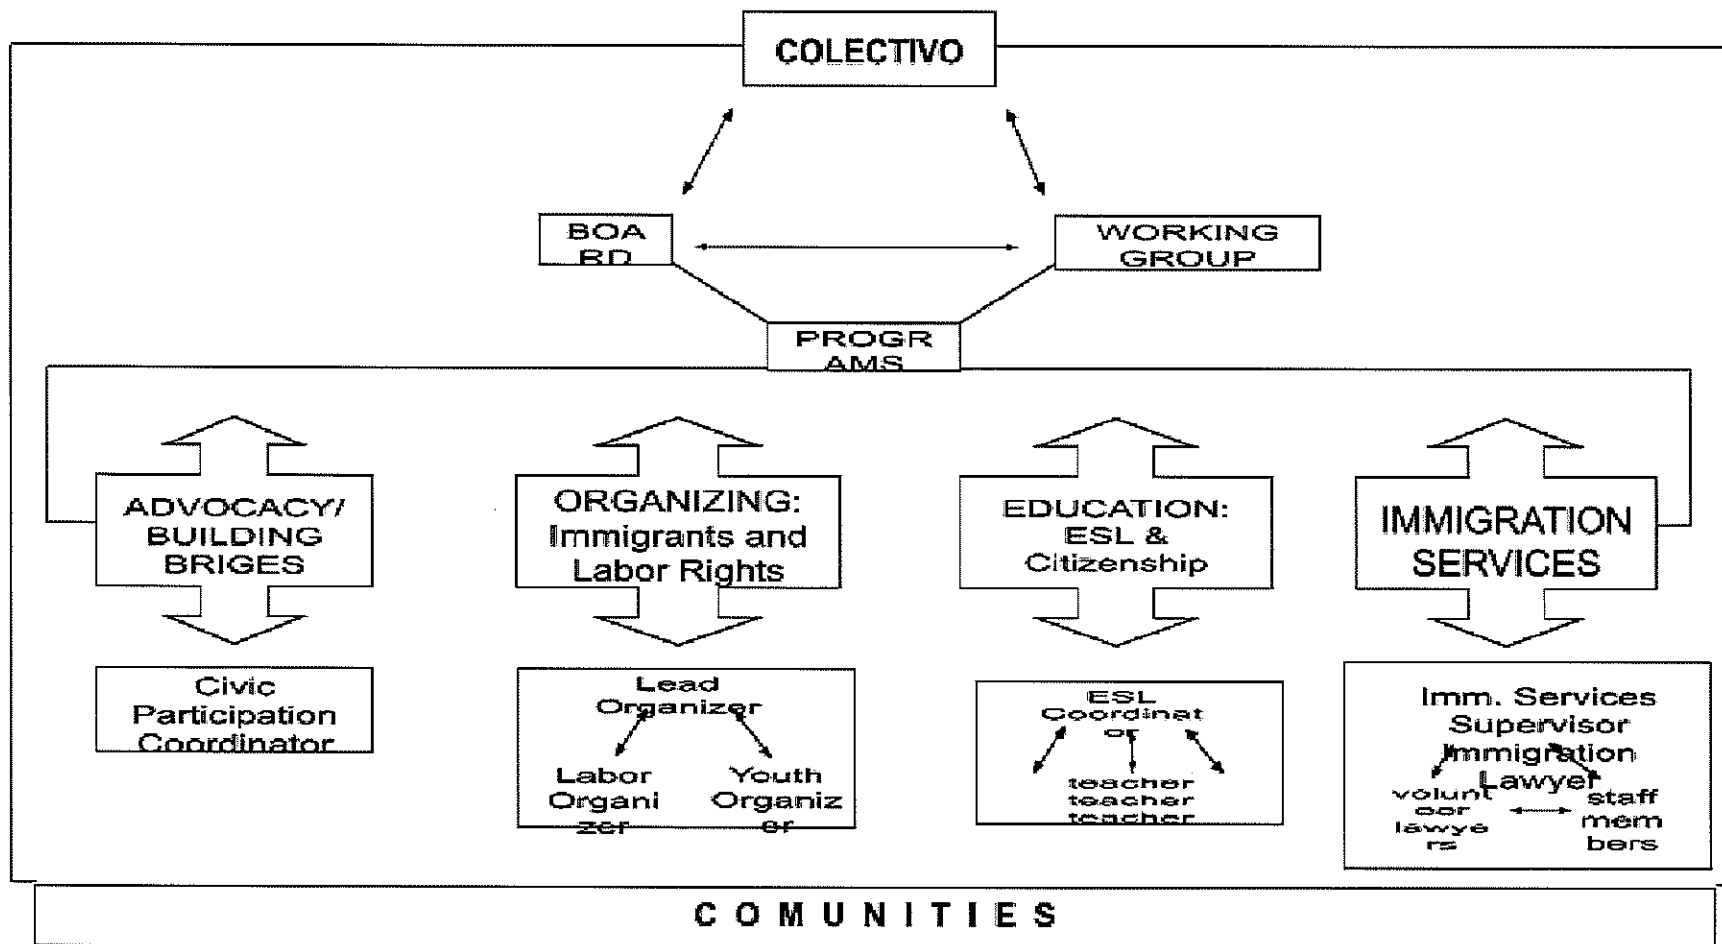 COLECTIVO
BOA
RD
WORKING
GROUP
PROGR
AMS
ADVOCACY/
BUILDING
BRIGES
ORGANIZING:
Immigrants and
Labor Rights
EDUCATION:
ESL &
Citizenship
IMMIGRATION
SERVICES
Civic
Participation
Coordinator
Lead
Organizer
Labor
Organi
zer
Youth
Organiz
er
ESL
Coordinat
or
teacher
teacher
teacher
Imm. Services
Supervisor
Immigration
Lawyer
volunt
eer
lawye
rs
staff
mem
bers
COMUNITIES